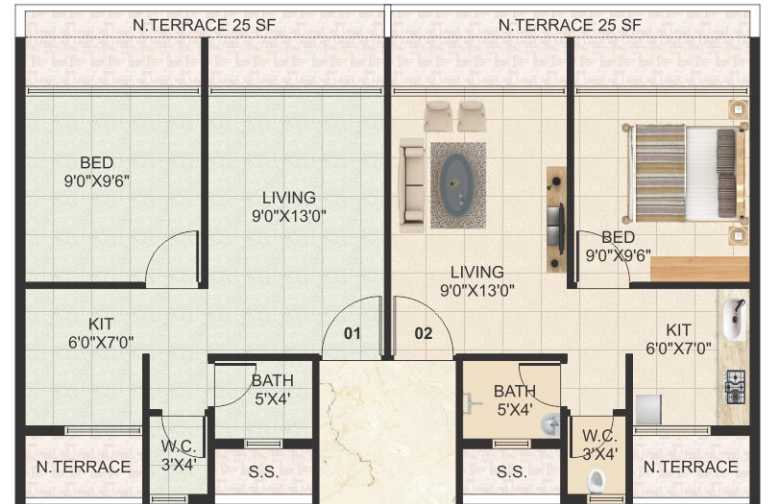 N.TERRACE 25 SF
N.TERRACE 25 SF
BED
9'0"X9'6"
LIVING
9'0"X13'0"
LIVING
9'0"X13'0"
BED
9'0"X9'6"
KIT
6'0"X7'0"
01
02
KIT
6'0"X7'0"
BATH
5'X4'
BATH
5'X4'
W.C.
3'X4'
W.C.
3'X4'
N.TERRACE
S.S.
S.S.
N.TERRACE